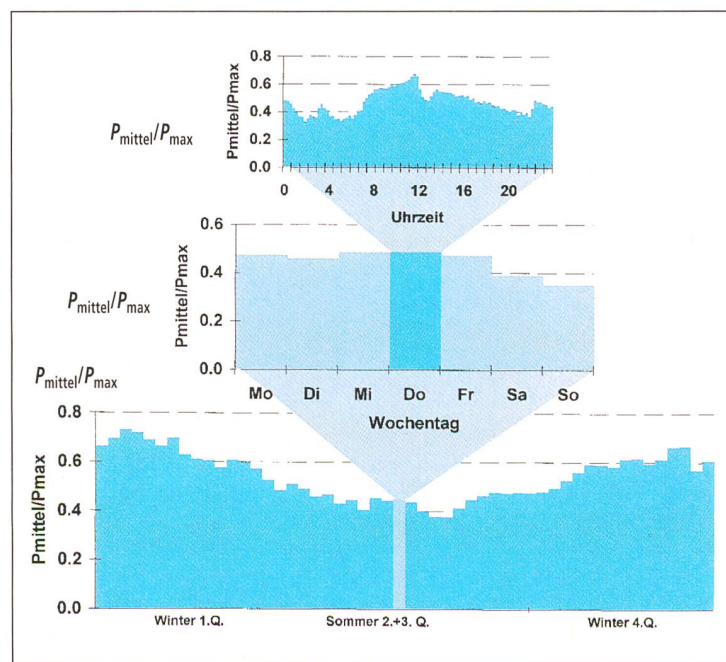 0.8
0.6
0.4
0.2
0.0
Pmittel/Pmax
Pmittel/Pmax
0 4 8 12 16 20
Uhrzeit
0.6
0.4
0.2
0.0
Pmittel/Pmax
Pmittel/Pmax
Mo Di Mi Do Fr Sa So
Wochentag
Pmittel/Pmax
0.8
0.6
0.4
0.2
0.0
Pmittel/Pmax
Winter 1.Q. Sommer 2.+3. Q. Winter 4.Q.